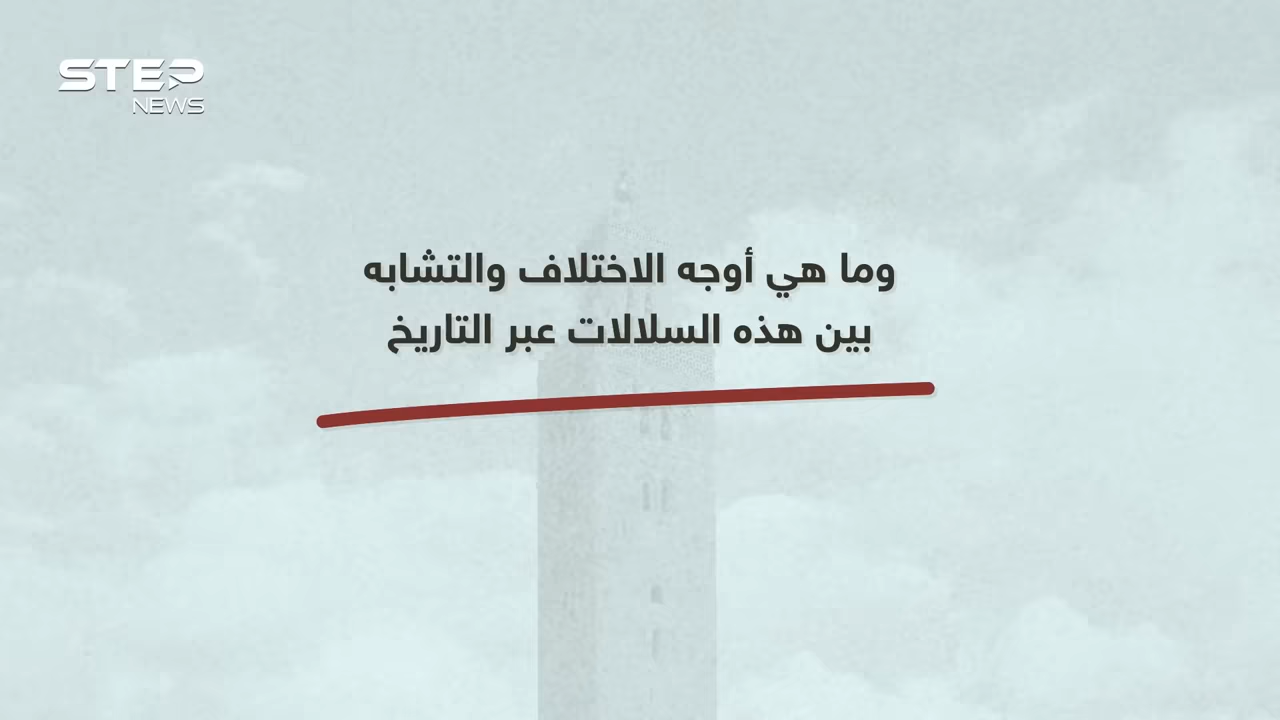 STEP
NEWS
وما هي أوجه الاختلاف والتشابه
بين هذه السلالات عبر التاريخ